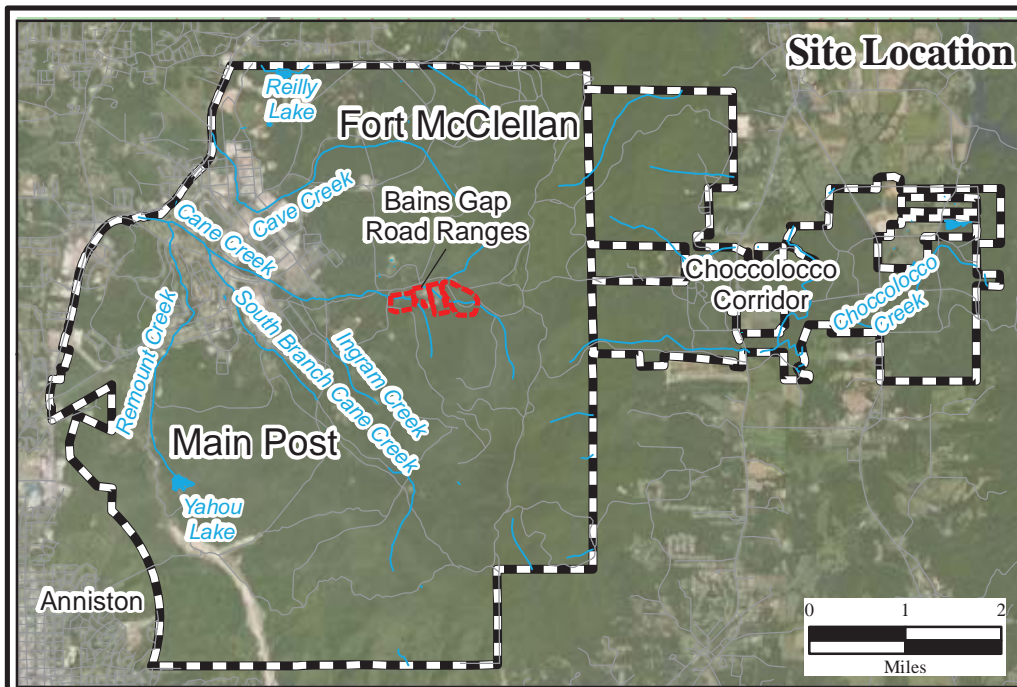 Site Location
Reilly
Lake
Fort McClellan
Cave Creek
Bains Gap
Road Ranges
Cane Creek
Choccolocco
Corridor
Choccolocco
Creek
Remount Creek
South Branch Cane Creek
Ingram Creek
Main Post
Yahou
Lake
Anniston
0 1 2
Miles